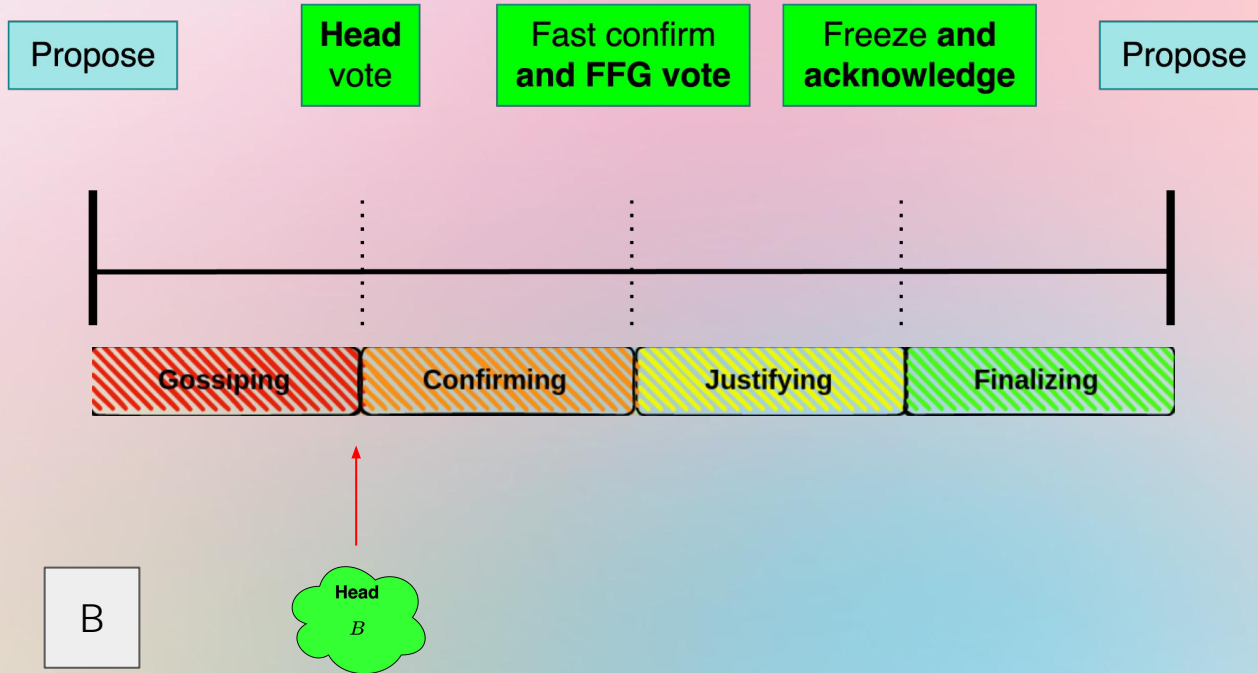 Propose
Head
vote
Fast confirm
and FFG vote
Freeze and
acknowledge
Propose
Gossiping
Confirming
Justifying
Finalizing
Head
B
B